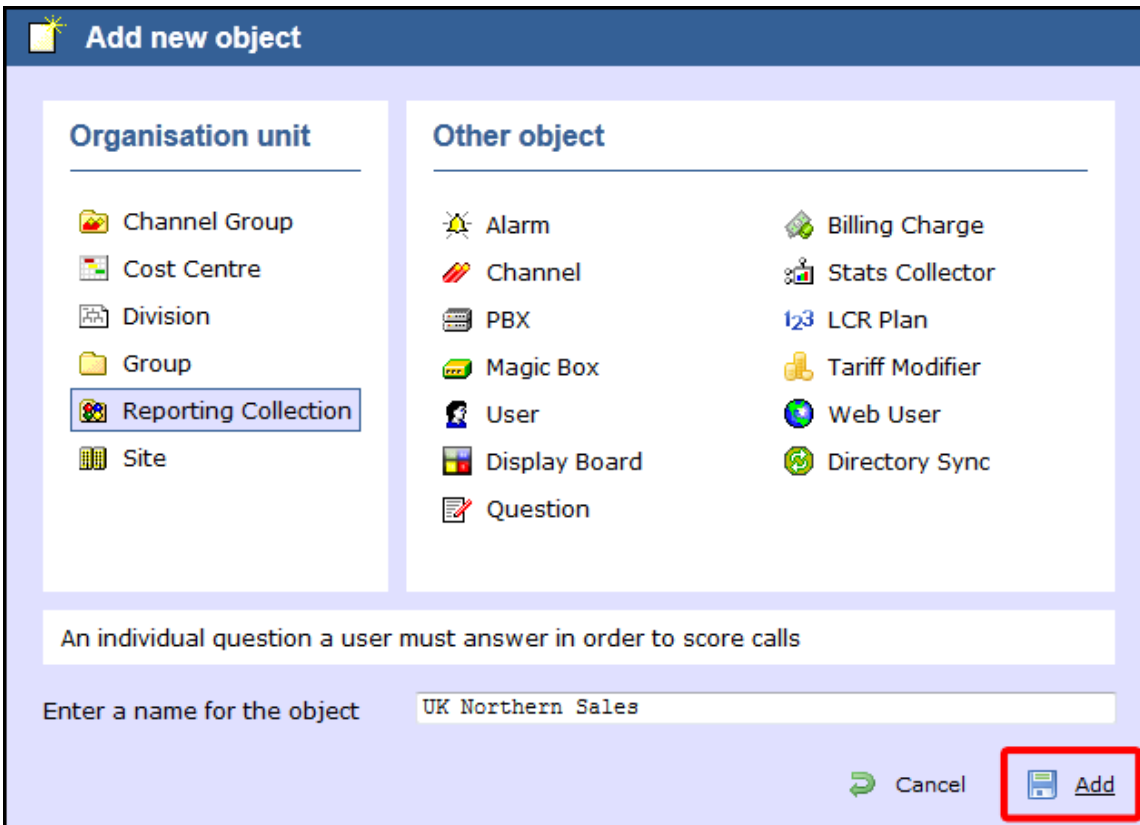 Add new object
Organisation unit
Channel Group
Cost Centre
Division
Group
Reporting Collection
Site
Other object
Alarm
Channel
PBX
Magic Box
User
Display Board
Question
Billing Charge
Stats Collector
123 LCR Plan
Tariff Modifier
Web User
Directory Sync
An individual question a user must answer in order to score calls
Enter a name for the object
UK Northern Sales
Cancel
Add